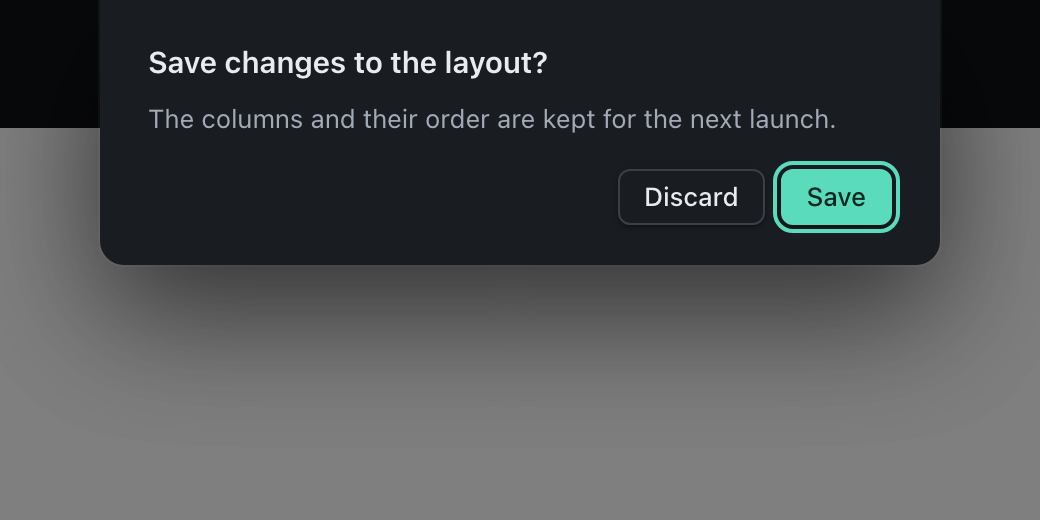 Save changes to the layout?
The columns and their order are kept for the next launch.
Discard
Save